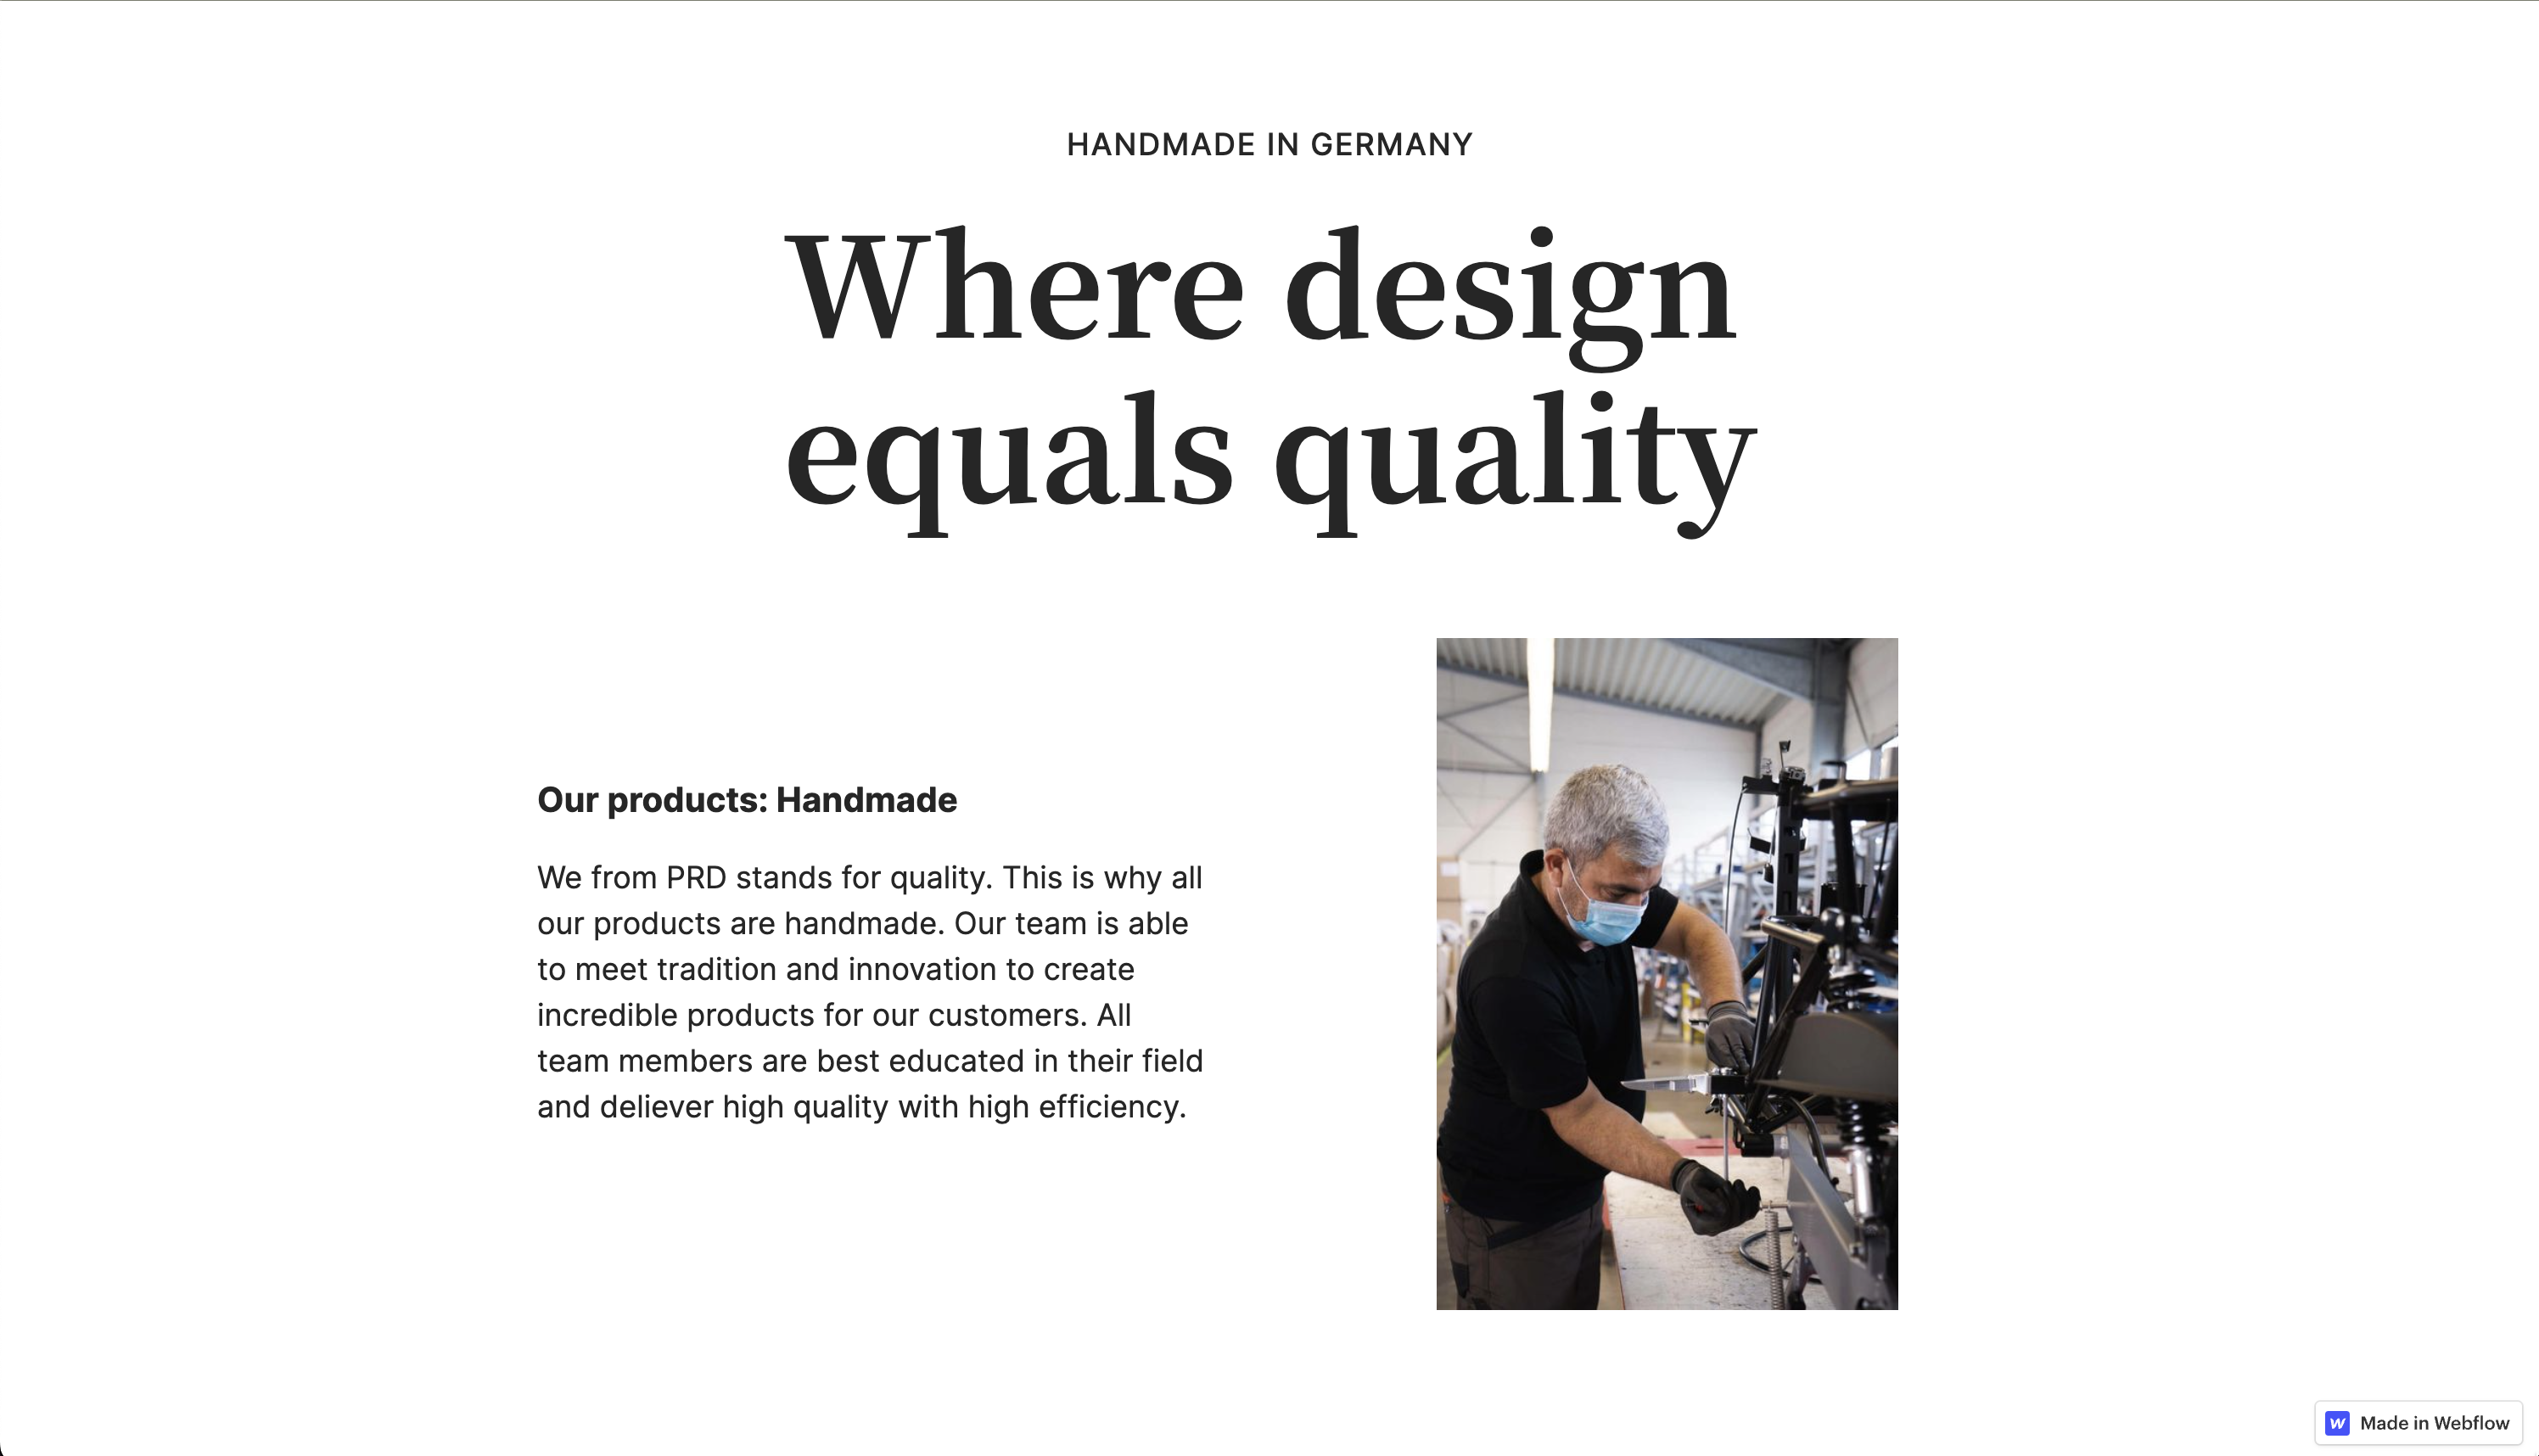 HANDMADE IN GERMANY
Where design
equals quality
Our products: Handmade
We from PRD stands for quality. This is why all
our products are handmade. Our team is able
to meet tradition and innovation to create
incredible products for our customers. All
team members are best educated in their field
and deliever high quality with high efficiency.
Made in Webflow